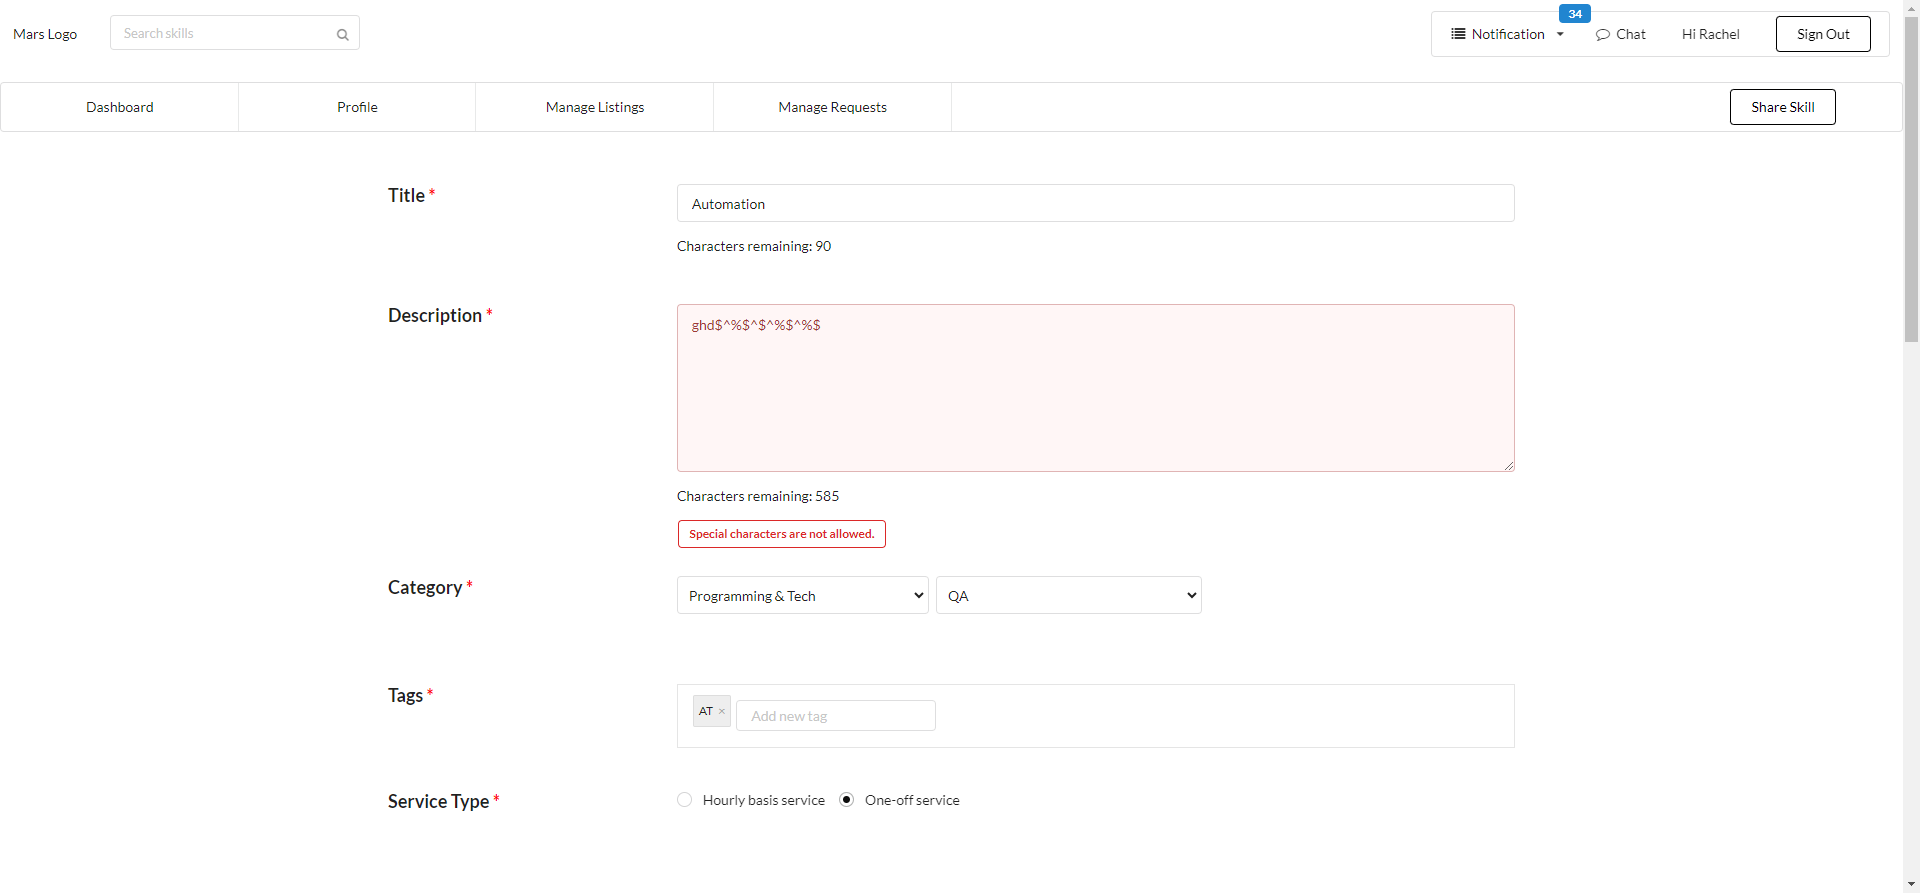 34
Mars Logo
Search skills
Notification
Chat
Hi Rachel
Sign Out
Dashboard
Profile
Manage Listings
Manage Requests
Share Skill
Title *
Automation
Characters remaining: 90
Description *
ghd$^%$^$^%$^%$
Characters remaining: 585
Special characters are not allowed.
Category *
Programming & Tech
QA
Tags *
AT ×
Add new tag
Service Type *
Hourly basis service
One-off service